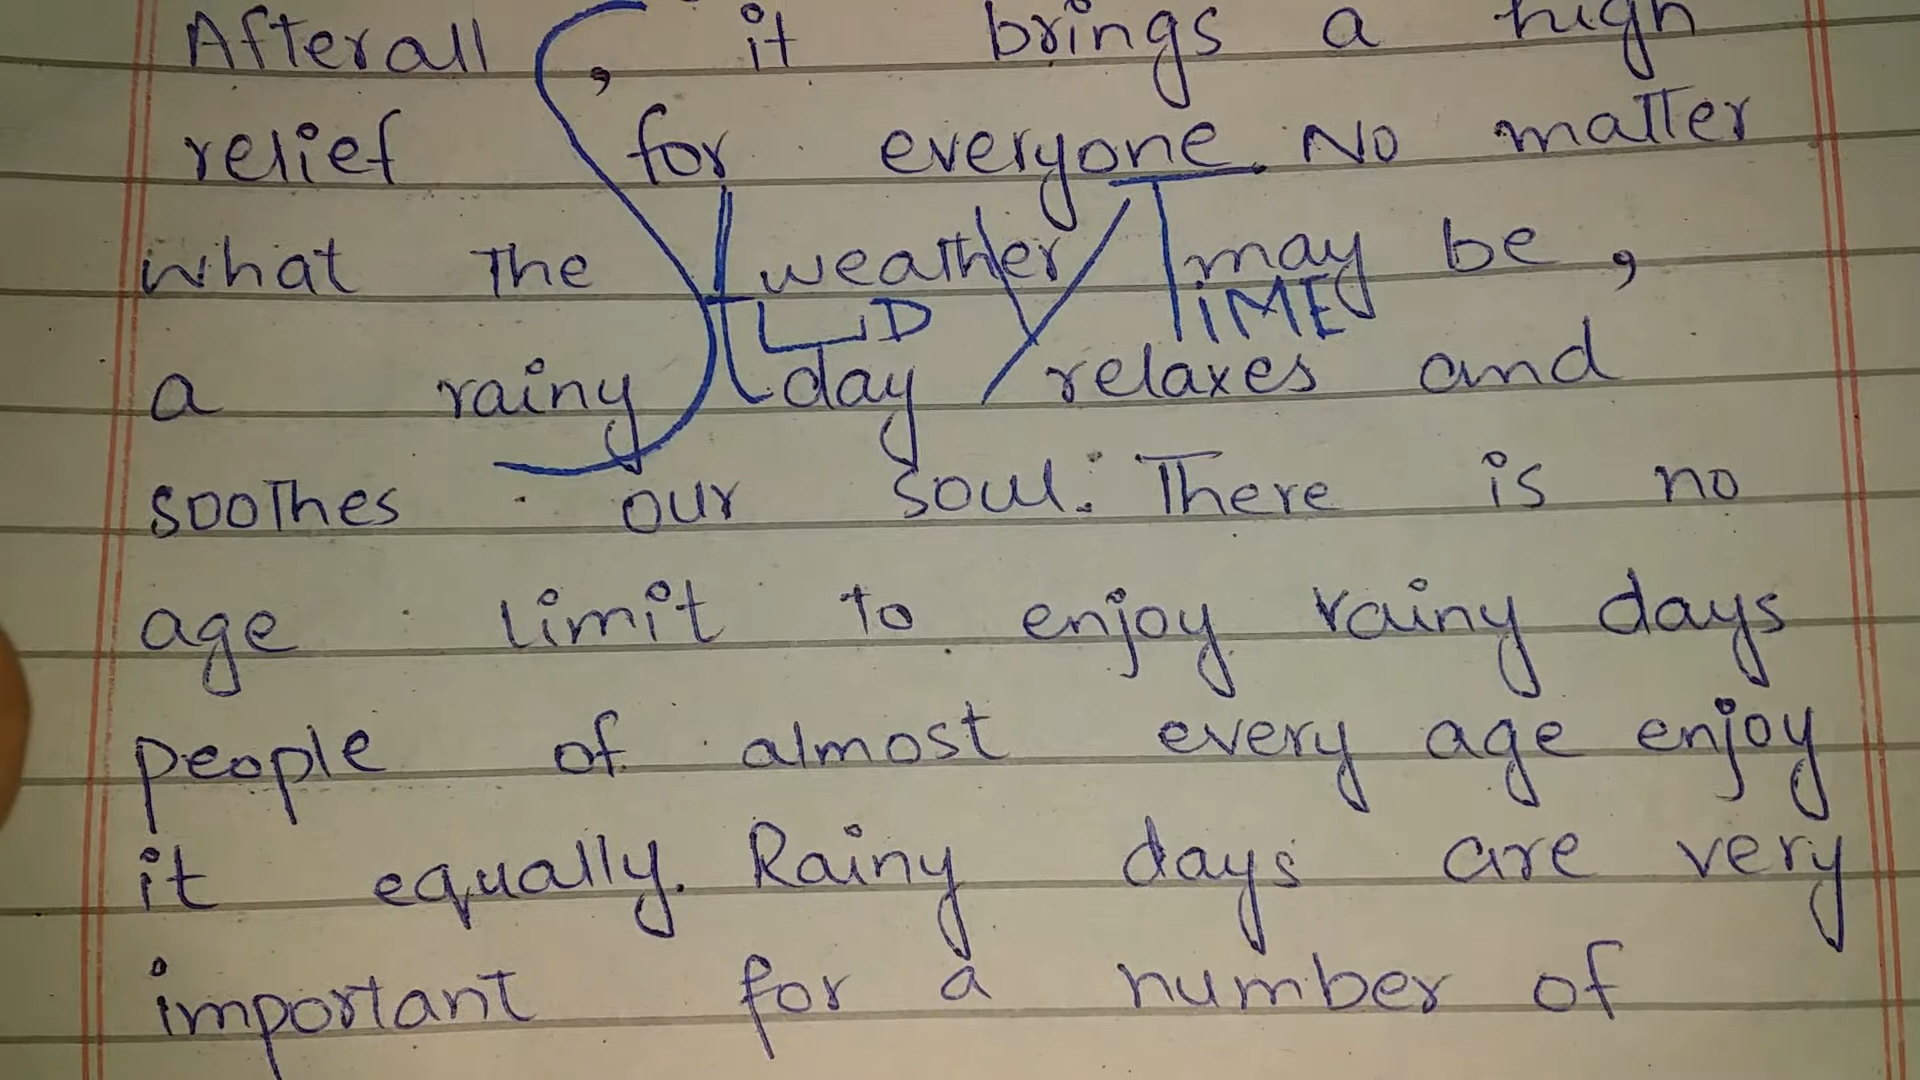 Afterall , it brings a high
relief for everyone. No matter
what the weather may be ,
a rainy day relaxes and
soothes our soul. There is no
age limit to enjoy rainy days
people of almost every age enjoy
it equally. Rainy days are very
important for a number of